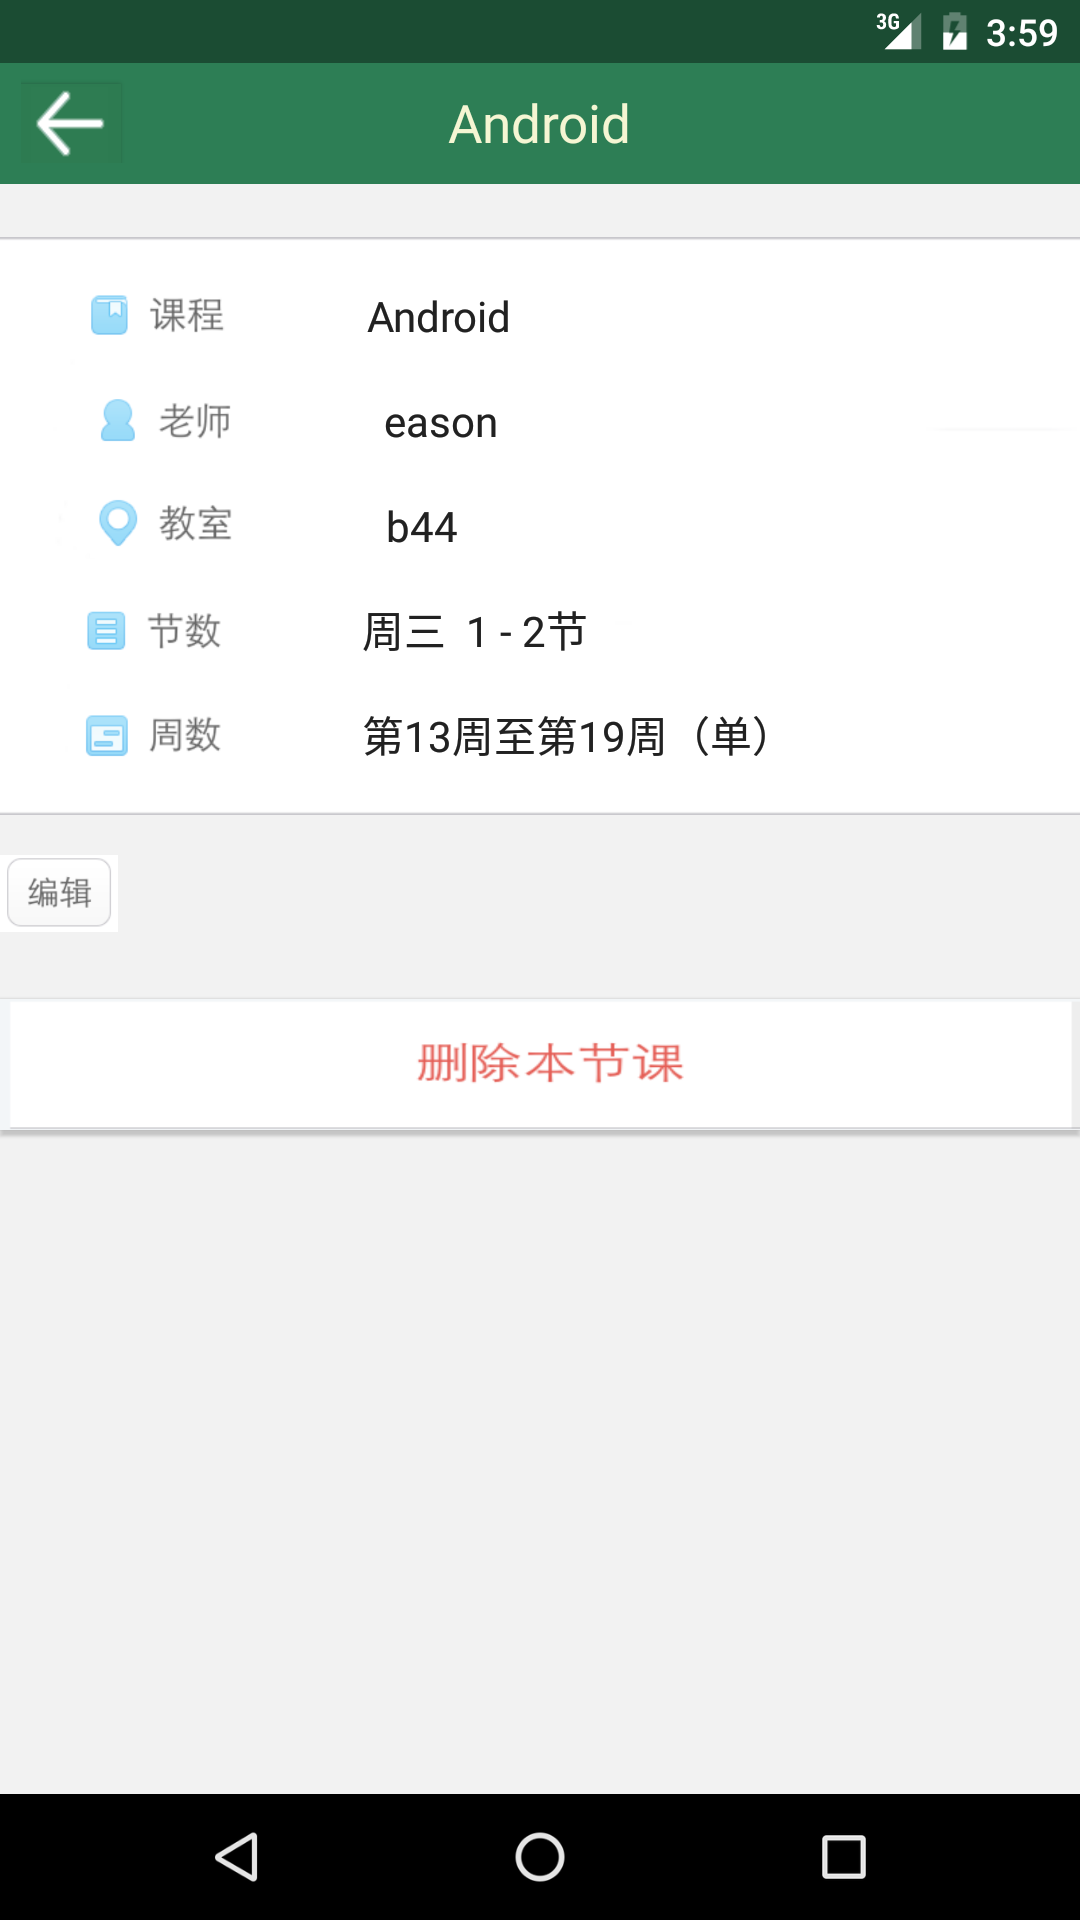 3G 3:59
Android
课程 Android
老师 eason
教室 b44
节数 周三 1 - 2节
周数 第13周至第19周（单）
编辑
删除本节课